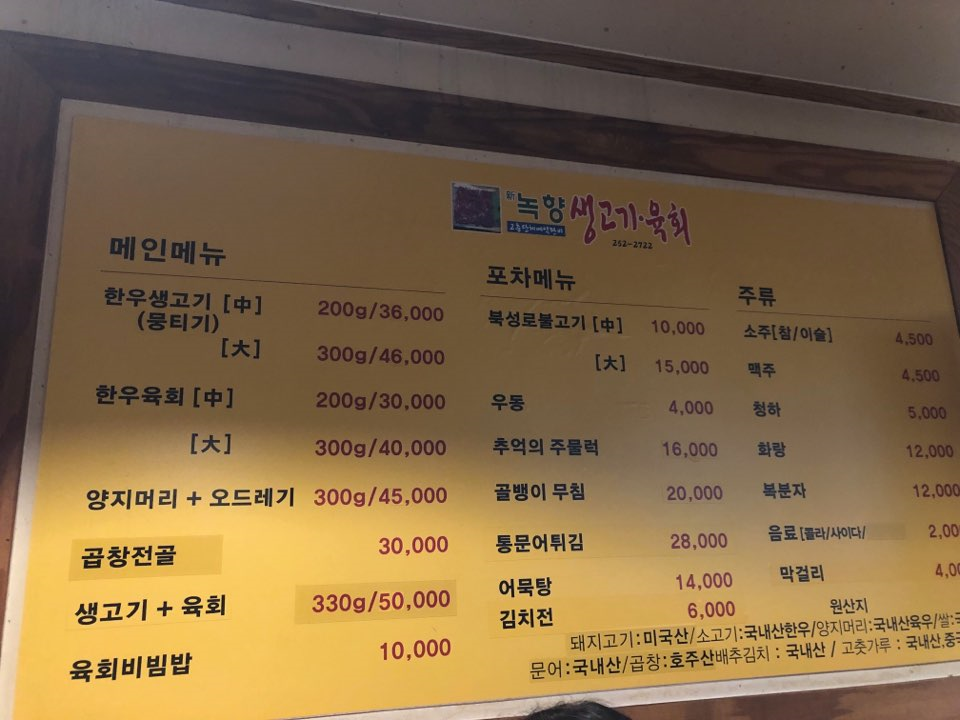 新 녹향 생고기·육회
252-2722
메인메뉴
한우생고기 [中] 200g/36,000
(뭉티기)
[大] 300g/46,000
한우육회 [中] 200g/30,000
[大] 300g/40,000
양지머리 + 오드레기 300g/45,000
곱창전골 30,000
생고기 + 육회 330g/50,000
육회비빔밥 10,000
포차메뉴
북성로불고기 [中] 10,000
[大] 15,000
우동 4,000
추억의 주물럭 16,000
골뱅이 무침 20,000
통문어튀김 28,000
어묵탕 14,000
김치전 6,000
주류
소주[참/이슬] 4,500
맥주 4,500
청하 5,000
화랑 12,000
복분자 12,000
음료[콜라/사이다/ 2,00
막걸리 4,0
원산지
돼지고기:미국산/소고기:국내산한우/양지머리:국내산육우/쌀:국
문어:국내산/곱창:호주산배추김치 : 국내산 / 고춧가루 : 국내산,중국